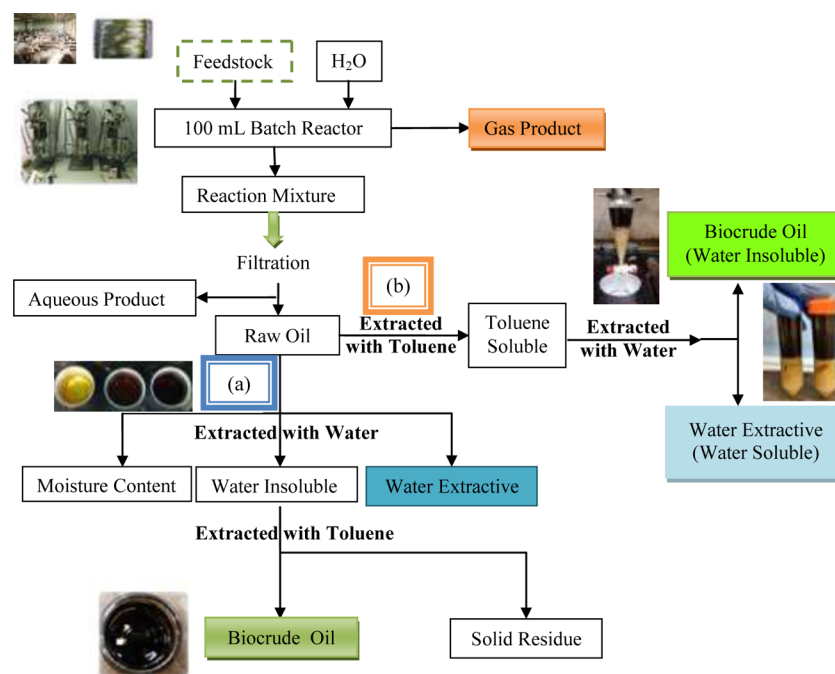 Feedstock
H₂O
100 mL Batch Reactor
Gas Product
Reaction Mixture
Biocrude Oil
(Water Insoluble)
Filtration
(b)
Aqueous Product
Raw Oil
Extracted
with Toluene
Toluene
Soluble
Extracted
with Water
(a)
Extracted with Water
Water Extractive
(Water Soluble)
Moisture Content
Water Insoluble
Water Extractive
Extracted with Toluene
Biocrude Oil
Solid Residue